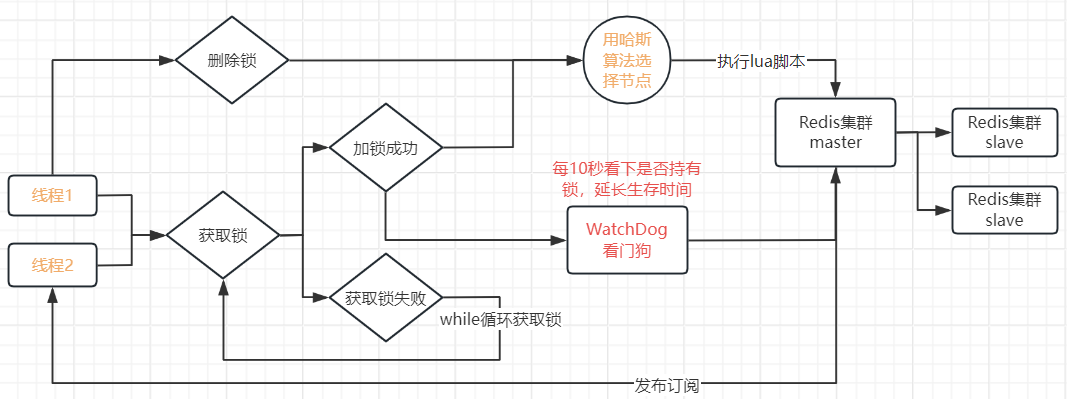 删除锁
用哈斯
算法选
择节点
执行lua脚本
Redis集群
master
Redis集群
slave
加锁成功
每10秒看下是否持有
锁，延长生存时间
线程1
Redis集群
slave
获取锁
WatchDog
看门狗
线程2
获取锁失败
while循环获取锁
发布订阅